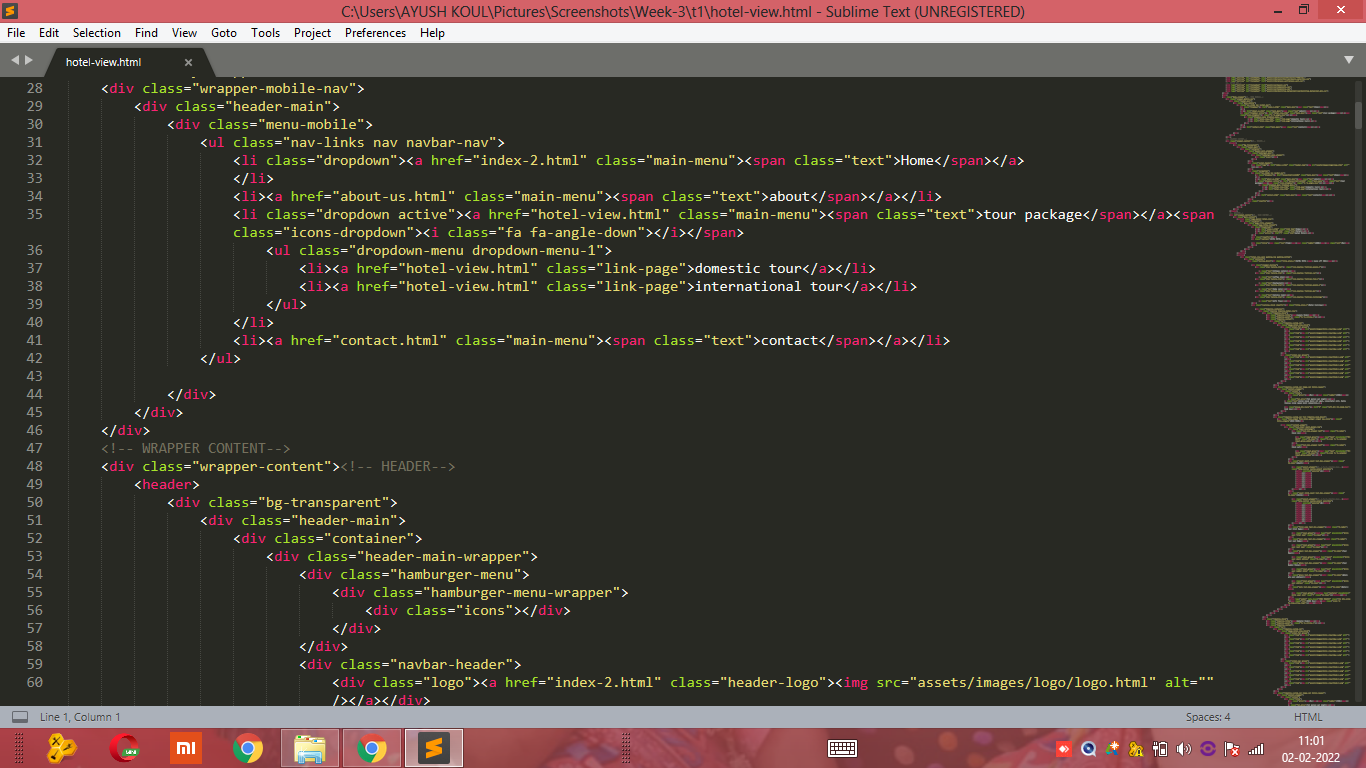 C:\Users\AYUSH KOUL\Pictures\Screenshots\Week-3\t1\hotel-view.html - Sublime Text (UNREGISTERED)
File Edit Selection Find View Goto Tools Project Preferences Help
hotel-view.html
28 <div class="wrapper-mobile-nav">
29 <div class="header-main">
30 <div class="menu-mobile">
31 <ul class="nav-links nav navbar-nav">
32 <li class="dropdown"><a href="index-2.html" class="main-menu"><span class="text">Home</span></a>
33 </li>
34 <li><a href="about-us.html" class="main-menu"><span class="text">about</span></a></li>
35 <li class="dropdown active"><a href="hotel-view.html" class="main-menu"><span class="text">tour package</span></a><span
class="icons-dropdown"><i class="fa fa-angle-down"></i></span>
36 <ul class="dropdown-menu dropdown-menu-1">
37 <li><a href="hotel-view.html" class="link-page">domestic tour</a></li>
38 <li><a href="hotel-view.html" class="link-page">international tour</a></li>
39 </ul>
40 </li>
41 <li><a href="contact.html" class="main-menu"><span class="text">contact</span></a></li>
42 </ul>
43
44 </div>
45 </div>
46 </div>
47 <!-- WRAPPER CONTENT-->
48 <div class="wrapper-content"><!-- HEADER-->
49 <header>
50 <div class="bg-transparent">
51 <div class="header-main">
52 <div class="container">
53 <div class="header-main-wrapper">
54 <div class="hamburger-menu">
55 <div class="hamburger-menu-wrapper">
56 <div class="icons"></div>
57 </div>
58 </div>
59 <div class="navbar-header">
60 <div class="logo"><a href="index-2.html" class="header-logo"><img src="assets/images/logo/logo.html" alt=""
/></a></div>
Line 1, Column 1
Spaces: 4
HTML
mi
11:01
02-02-2022